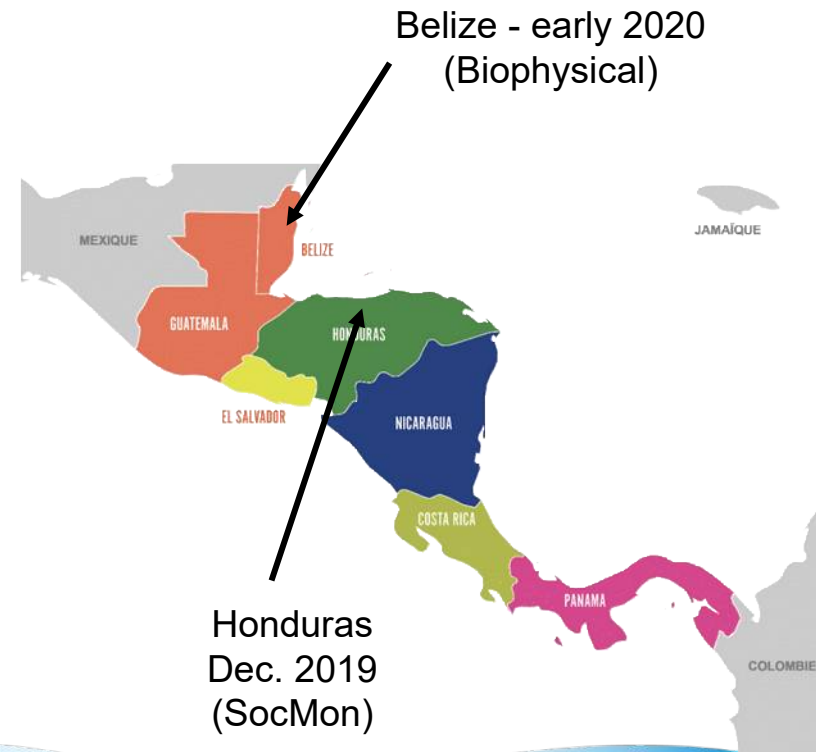 Belize - early 2020
(Biophysical)
MEXIQUE
JAMAÏQUE
BELIZE
GUATEMALA
HONDURAS
EL SALVADOR
NICARAGUA
COSTA RICA
PANAMA
COLOMBIE
Honduras
Dec. 2019
(SocMon)